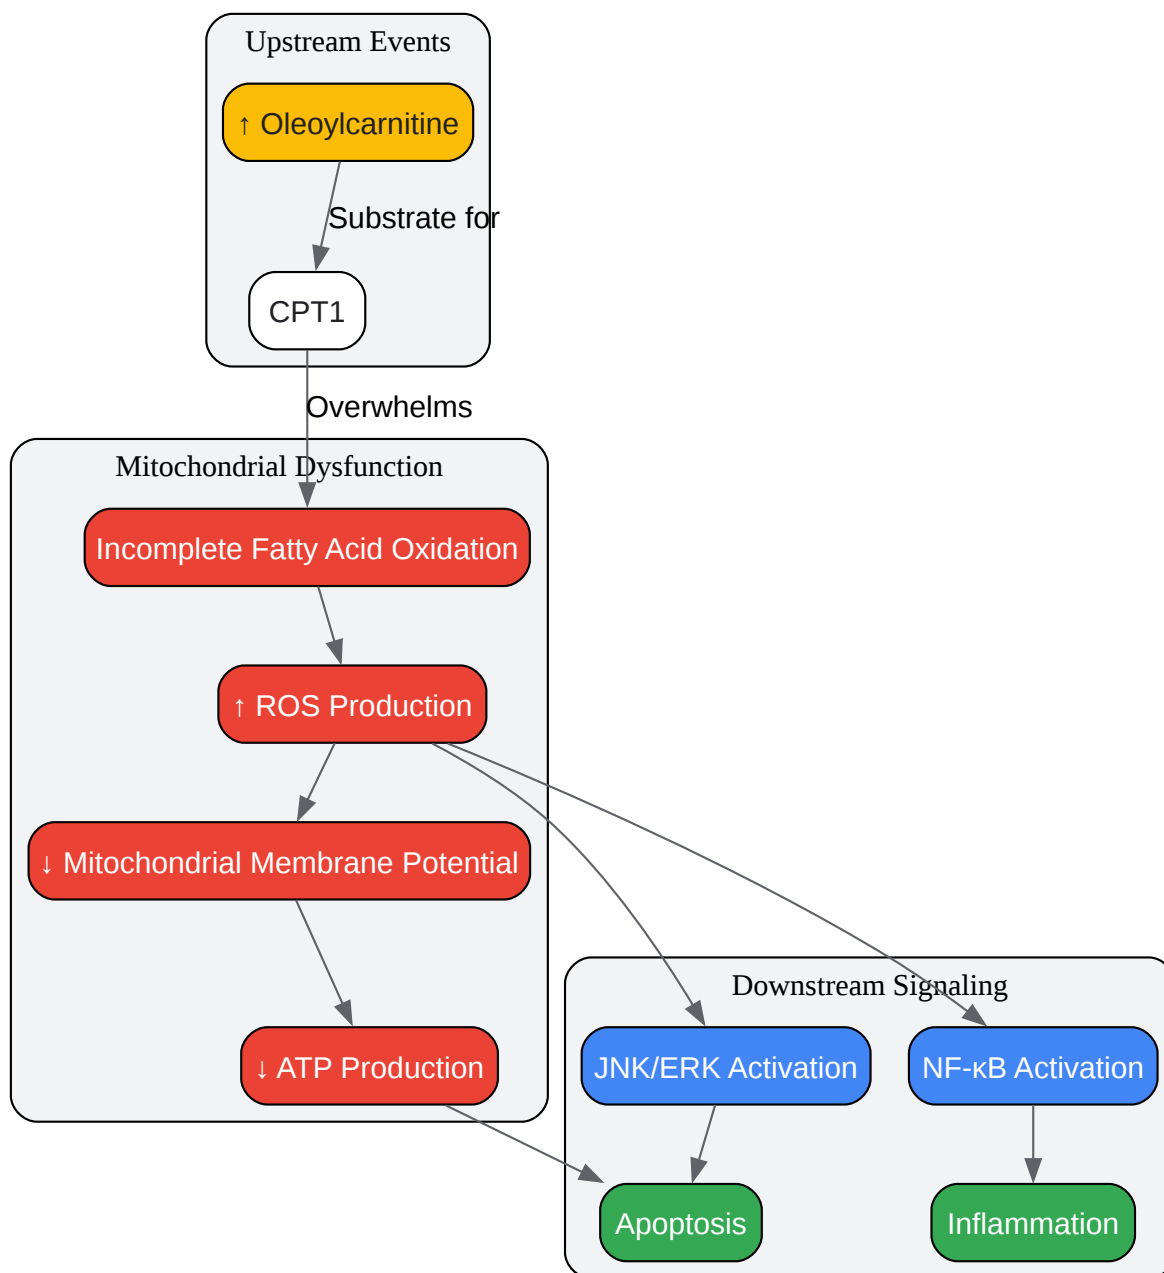 Upstream Events
↑ Oleoylcarnitine
Substrate for
CPT1
Overwhelms
Mitochondrial Dysfunction
Incomplete Fatty Acid Oxidation
↑ ROS Production
↓ Mitochondrial Membrane Potential
Downstream Signaling
↓ ATP Production
JNK/ERK Activation
NF-κB Activation
Apoptosis
Inflammation